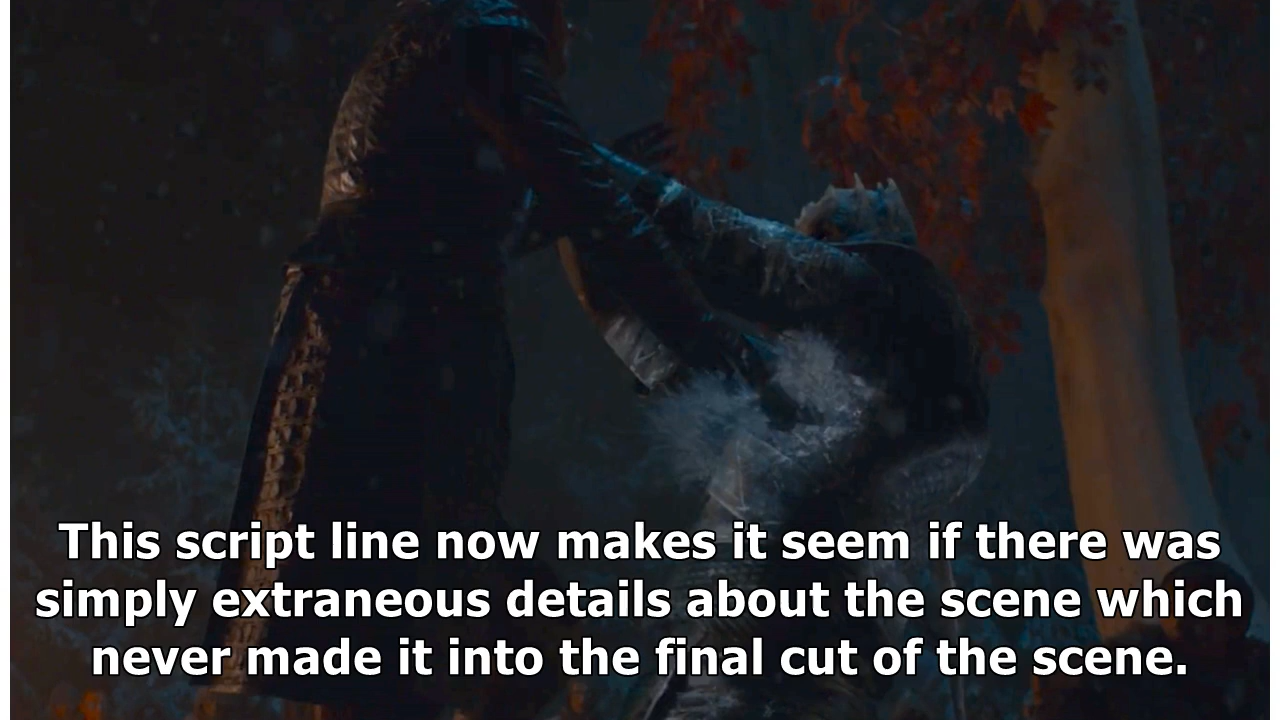 This script line now makes it seem if there was
simply extraneous details about the scene which
never made it into the final cut of the scene.